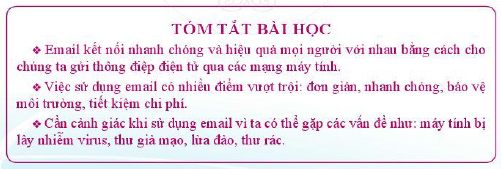 TÓM TẮT BÀI HỌC
❖ Email kết nối nhanh chóng và hiệu quả mọi người với nhau bằng cách cho
chúng ta gửi thông điệp điện tử qua các mạng máy tính.
❖ Việc sử dụng email có nhiều điểm vượt trội: đơn giản, nhanh chóng, bảo vệ
môi trường, tiết kiệm chi phí.
❖ Cần cảnh giác khi sử dụng email vì ta có thể gặp các vấn đề như: máy tính bị
lây nhiễm virus, thư giả mạo, lừa đảo, thư rác.